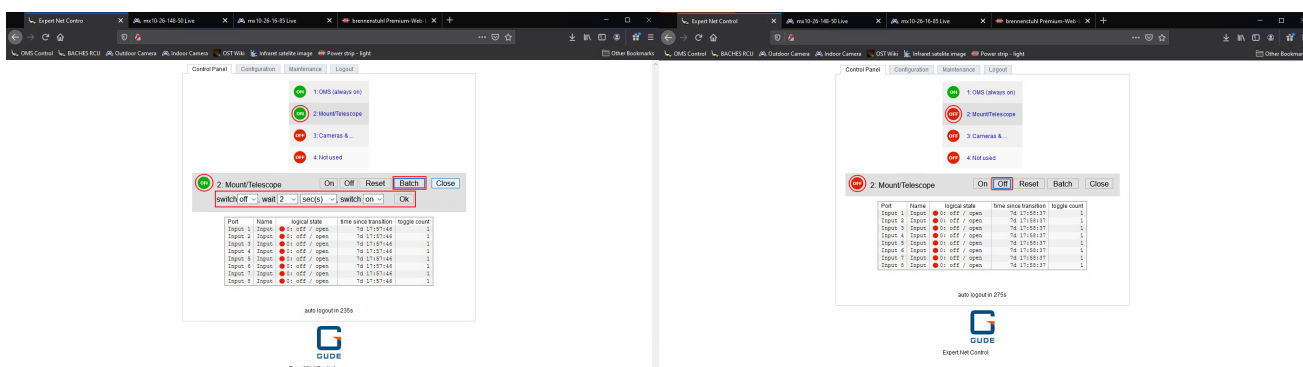 Expert Net Contro
mx10-26-148-50 Live
mx10-26-16-85 Live
brennenstuhl Premium-Web-L
OMS Control
BACHES RCU
Outdoor Camera
Indoor Camera
OST Wiki
Infraret satelite image
Power strip - light
Other Bookmarks
Control Panel Configuration Maintenance Logout
ON 1: OMS (always on)
ON 2: Mount/Telescope
OFF 3: Cameras & ...
OFF 4: Not used
ON 2: Mount/Telescope On Off Reset Batch Close
switch off , wait 2 sec(s) , switch on Ok
Port Name logical state time since transition toggle count
Input 1 Input 0: off / open 7d 17:57:46 1
Input 2 Input 0: off / open 7d 17:57:46 1
Input 3 Input 0: off / open 7d 17:57:46 1
Input 4 Input 0: off / open 7d 17:57:46 1
Input 5 Input 0: off / open 7d 17:57:46 1
Input 6 Input 0: off / open 7d 17:57:46 1
Input 7 Input 0: off / open 7d 17:57:46 1
Input 8 Input 0: off / open 7d 17:57:46 1
auto logout in 235s
GUDE
Expert Net Control
mx10-26-148-50 Live
mx10-26-16-85 Live
brennenstuhl Premium-Web-L
OMS Control
BACHES RCU
Outdoor Camera
Indoor Camera
OST Wiki
Infraret satelite image
Power strip - light
Other Bookmar
Control Panel Configuration Maintenance Logout
ON 1: OMS (always on)
OFF 2: Mount/Telescope
OFF 3: Cameras & ...
OFF 4: Not used
OFF 2: Mount/Telescope On Off Reset Batch Close
Port Name logical state time since transition toggle count
Input 1 Input 0: off / open 7d 17:58:37 1
Input 2 Input 0: off / open 7d 17:58:37 1
Input 3 Input 0: off / open 7d 17:58:37 1
Input 4 Input 0: off / open 7d 17:58:37 1
Input 5 Input 0: off / open 7d 17:58:37 1
Input 6 Input 0: off / open 7d 17:58:37 1
Input 7 Input 0: off / open 7d 17:58:37 1
Input 8 Input 0: off / open 7d 17:58:37 1
auto logout in 275s
GUDE
Expert Net Control